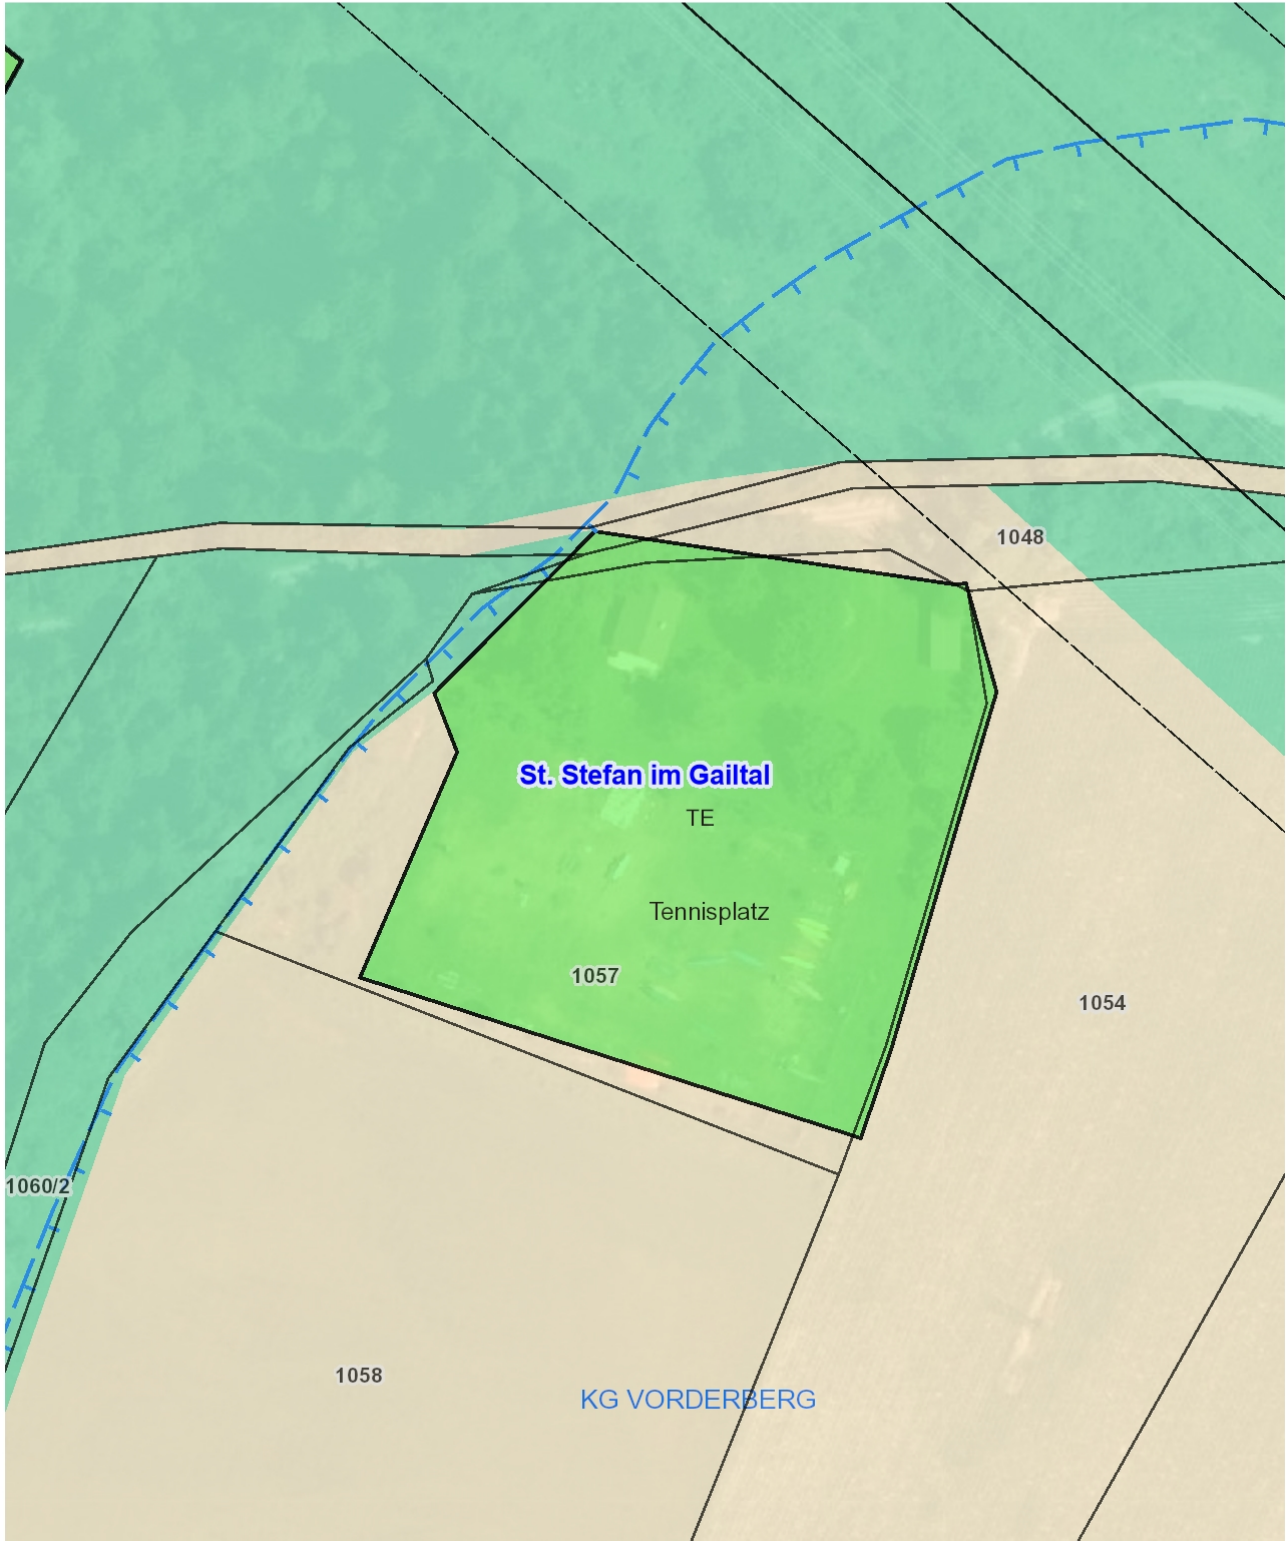 1048
St. Stefan im Gailtal
TE
Tennisplatz
1057
1054
1060/2
1058
KG VORDERBERG